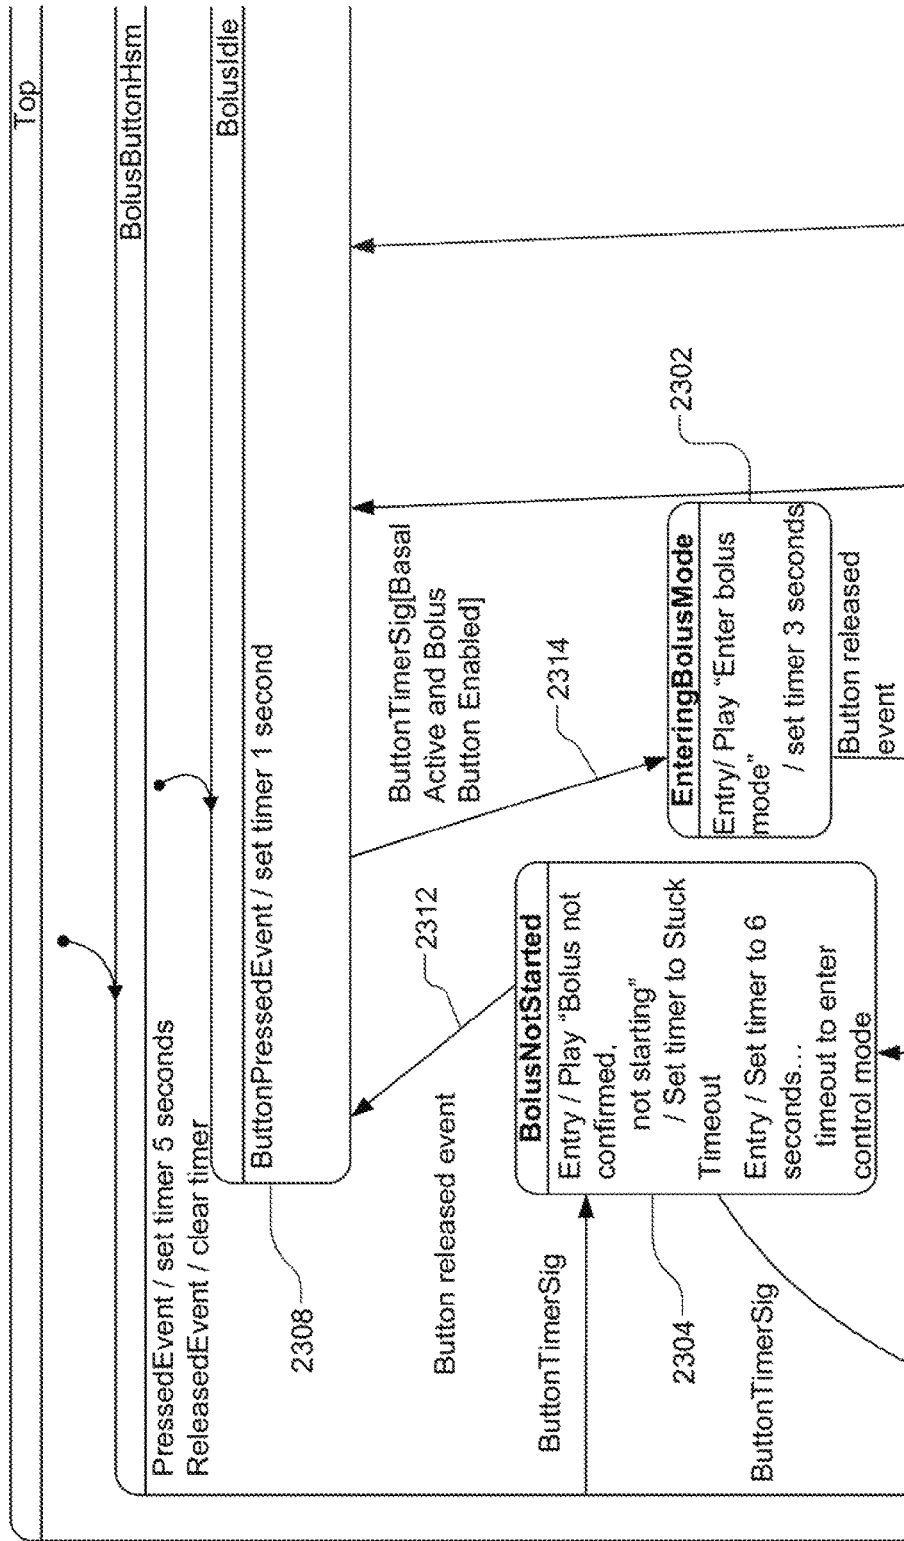 Top
BolusButtonHsm
PressedEvent / set timer 5 seconds
ReleasedEvent / clear timer
BolusIdle
ButtonPressedEvent / set timer 1 second
2308
Button released event
2312
ButtonTimerSig[Basal
Active and Bolus
Button Enabled]
2314
ButtonTimerSig
BolusNotStarted
Entry / Play "Bolus not
confirmed,
not starting"
/ Set timer to Stuck
Timeout
Entry / Set timer to 6
seconds...
timeout to enter
control mode
2304
ButtonTimerSig
EnteringBolusMode
Entry/ Play "Enter bolus
mode"
/ set timer 3 seconds
2302
Button released
event